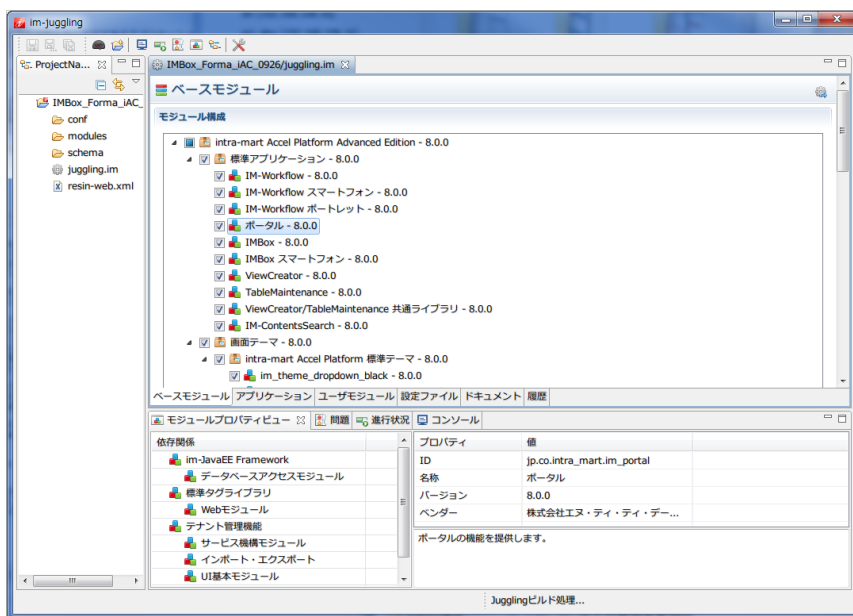 im-juggling
ProjectNa...
IMBox_Forma_iAC_0926/juggling.im
IMBox_Forma_iAC_
conf
modules
schema
juggling.im
resin-web.xml
ベースモジュール
モジュール構成
intra-mart Accel Platform Advanced Edition - 8.0.0
標準アプリケーション - 8.0.0
IM-Workflow - 8.0.0
IM-Workflow スマートフォン - 8.0.0
IM-Workflow ポートレット - 8.0.0
ポータル - 8.0.0
IMBox - 8.0.0
IMBox スマートフォン - 8.0.0
ViewCreator - 8.0.0
TableMaintenance - 8.0.0
ViewCreator/TableMaintenance 共通ライブラリ - 8.0.0
IM-ContentsSearch - 8.0.0
画面テーマ - 8.0.0
intra-mart Accel Platform 標準テーマ - 8.0.0
im_theme_dropdown_black - 8.0.0
ベースモジュール アプリケーション ユーザモジュール 設定ファイル ドキュメント 履歴
モジュールプロパティビュー 問題 進行状況 コンソール
依存関係
im-JavaEE Framework
データベースアクセスモジュール
標準タグライブラリ
Webモジュール
テナント管理機能
サービス機構モジュール
インポート・エクスポート
UI基本モジュール
プロパティ 値
ID jp.co.intra_mart.im_portal
名称 ポータル
バージョン 8.0.0
ベンダー 株式会社エヌ・ティ・ティ・デー...
ポータルの機能を提供します。
Jugglingビルド処理...